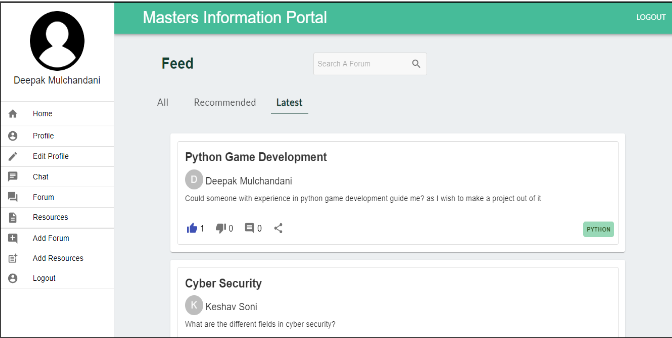 Masters Information Portal
LOGOUT
Deepak Mulchandani
Home
Profile
Edit Profile
Chat
Forum
Resources
Add Forum
Add Resources
Logout
Feed
Search A Forum
All Recommended Latest
Python Game Development
D Deepak Mulchandani
Could someone with experience in python game development guide me? as I wish to make a project out of it
1 0 0
PYTHON
Cyber Security
K Keshav Soni
What are the different fields in cyber security?